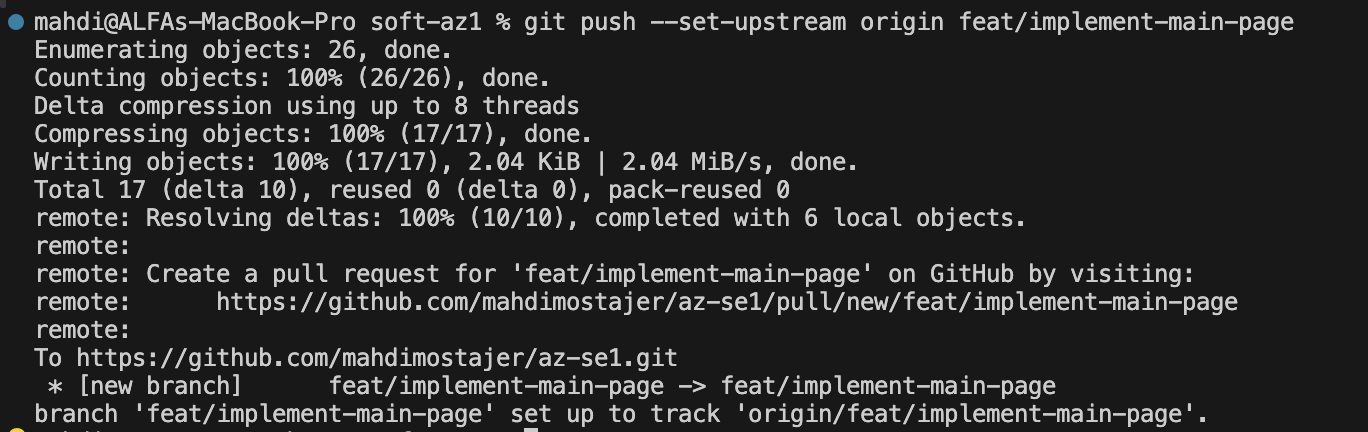 mahdi@ALFAs-MacBook-Pro soft-az1 % git push --set-upstream origin feat/implement-main-page
Enumerating objects: 26, done.
Counting objects: 100% (26/26), done.
Delta compression using up to 8 threads
Compressing objects: 100% (17/17), done.
Writing objects: 100% (17/17), 2.04 KiB | 2.04 MiB/s, done.
Total 17 (delta 10), reused 0 (delta 0), pack-reused 0
remote: Resolving deltas: 100% (10/10), completed with 6 local objects.
remote:
remote: Create a pull request for 'feat/implement-main-page' on GitHub by visiting:
remote:      https://github.com/mahdimostajer/az-se1/pull/new/feat/implement-main-page
remote:
To https://github.com/mahdimostajer/az-se1.git
 * [new branch]      feat/implement-main-page -> feat/implement-main-page
branch 'feat/implement-main-page' set up to track 'origin/feat/implement-main-page'.